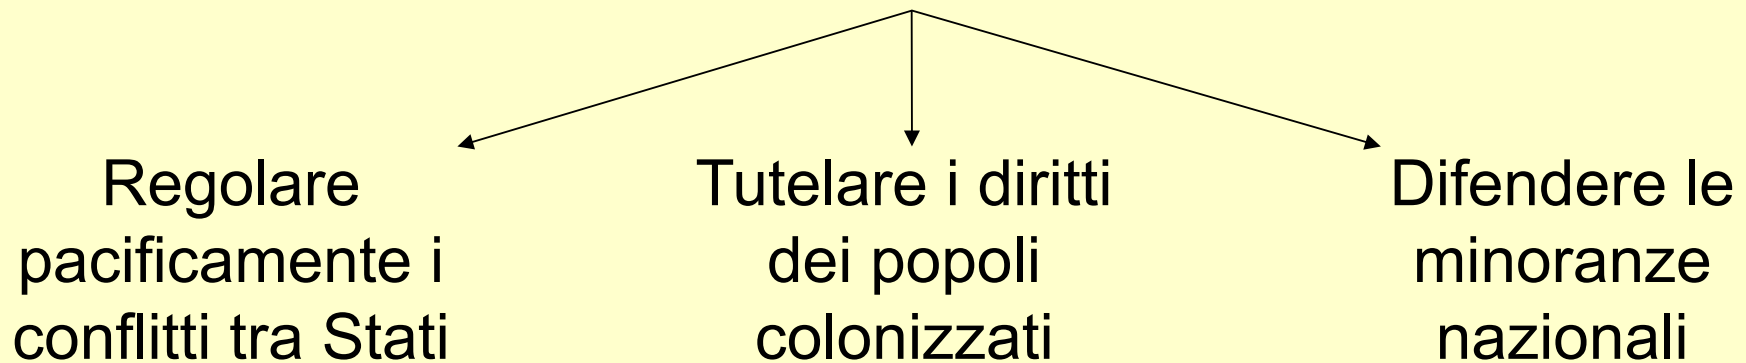 Regolare
pacificamente i
conflitti tra Stati
Tutelare i diritti
dei popoli
colonizzati
Difendere le
minoranze
nazionali